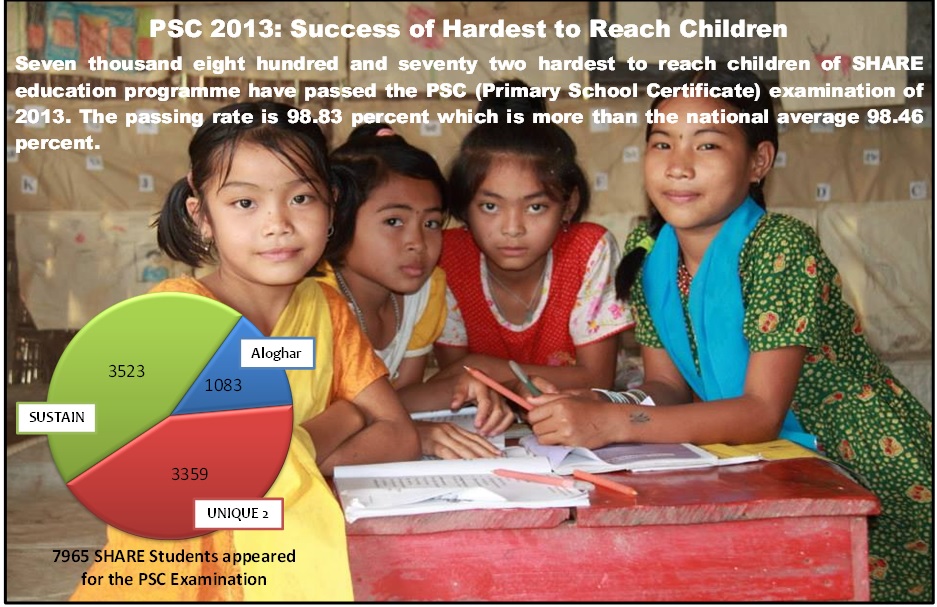 PSC 2013: Success of Hardest to Reach Children
Seven thousand eight hundred and seventy two hardest to reach children of SHARE
education programme have passed the PSC (Primary School Certificate) examination of
2013. The passing rate is 98.83 percent which is more than the national average 98.46
percent.
K
D
C
3523
Aloghar
1083
SUSTAIN
3359
UNIQUE 2
7965 SHARE Students appeared
for the PSC Examination